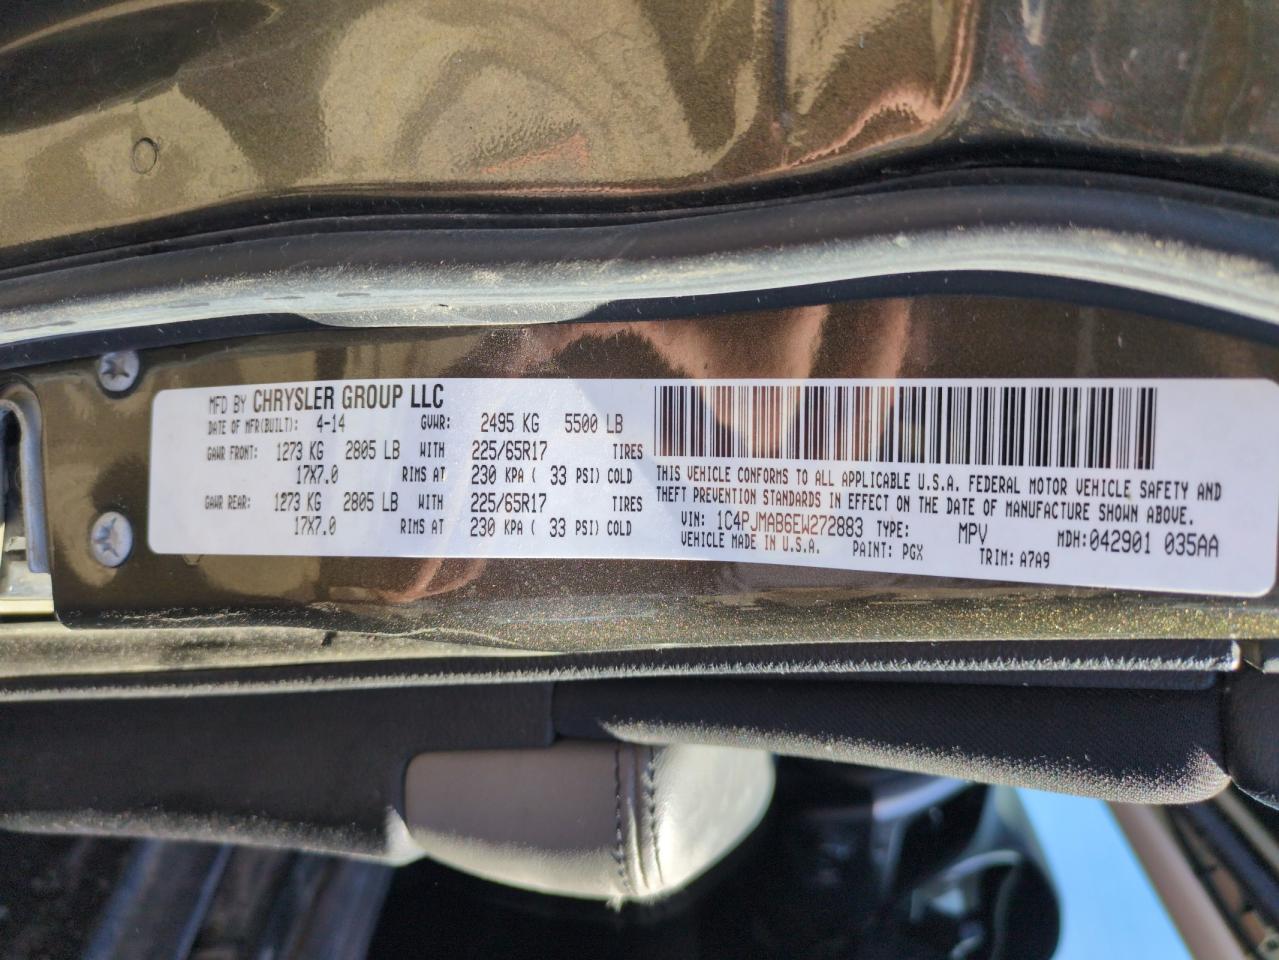 MFD BY CHRYSLER GROUP LLC
DATE OF MFR(BUILT): 4-14 GVWR: 2495 KG 5500 LB
GAWR FRONT: 1273 KG 2805 LB WITH 225/65R17 TIRES
17X7.0 RIMS AT 230 KPA ( 33 PSI) COLD
GAWR REAR: 1273 KG 2805 LB WITH 225/65R17 TIRES
17X7.0 RIMS AT 230 KPA ( 33 PSI) COLD
THIS VEHICLE CONFORMS TO ALL APPLICABLE U.S.A. FEDERAL MOTOR VEHICLE SAFETY AND
THEFT PREVENTION STANDARDS IN EFFECT ON THE DATE OF MANUFACTURE SHOWN ABOVE.
VIN: 1C4PJMAB6EW272883 TYPE: MPV MDH:042901 035AA
VEHICLE MADE IN U.S.A. PAINT: PGX TRIM: A7A9